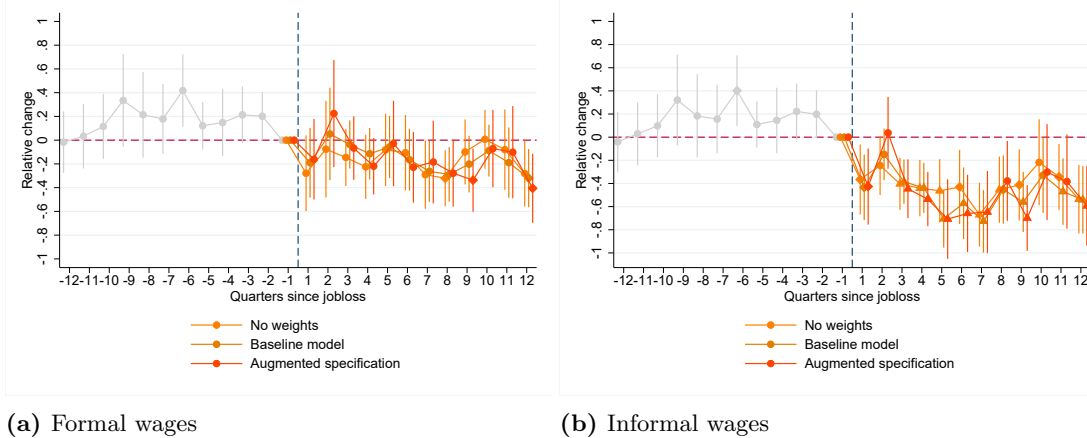 Relative change
1
.8
.6
.4
.2
0
-.2
-.4
-.6
-.8
-1
-12 -11 -10 -9 -8 -7 -6 -5 -4 -3 -2 -1 1 2 3 4 5 6 7 8 9 10 11 12
Quarters since jobloss
No weights
Baseline model
Augmented specification
(a) Formal wages
Relative change
1
.8
.6
.4
.2
0
-.2
-.4
-.6
-.8
-1
-12 -11 -10 -9 -8 -7 -6 -5 -4 -3 -2 -1 1 2 3 4 5 6 7 8 9 10 11 12
Quarters since jobloss
No weights
Baseline model
Augmented specification
(b) Informal wages